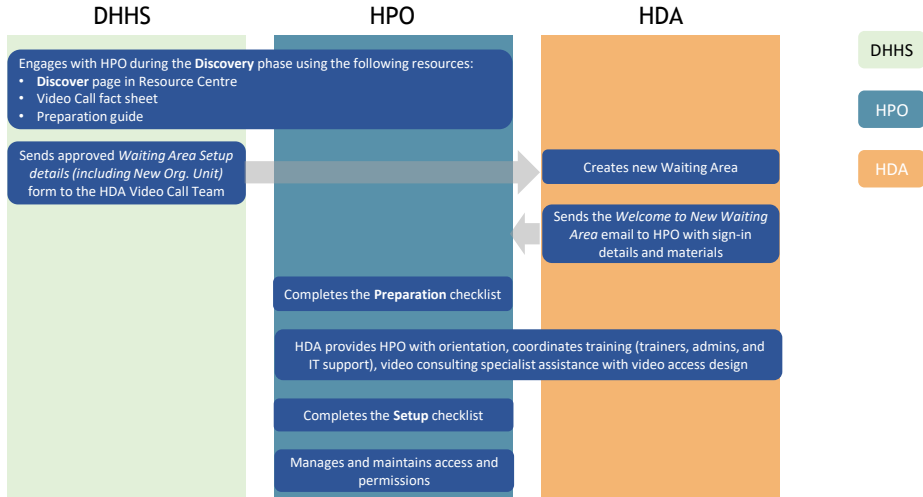 DHHS
HPO
HDA
Engages with HPO during the Discovery phase using the following resources:
• Discover page in Resource Centre
• Video Call fact sheet
• Preparation guide
Sends approved Waiting Area Setup
details (including New Org. Unit)
form to the HDA Video Call Team
Creates new Waiting Area
Sends the Welcome to New Waiting
Area email to HPO with sign-in
details and materials
Completes the Preparation checklist
HDA provides HPO with orientation, coordinates training (trainers, admins, and
IT support), video consulting specialist assistance with video access design
Completes the Setup checklist
Manages and maintains access and
permissions
DHHS
HPO
HDA